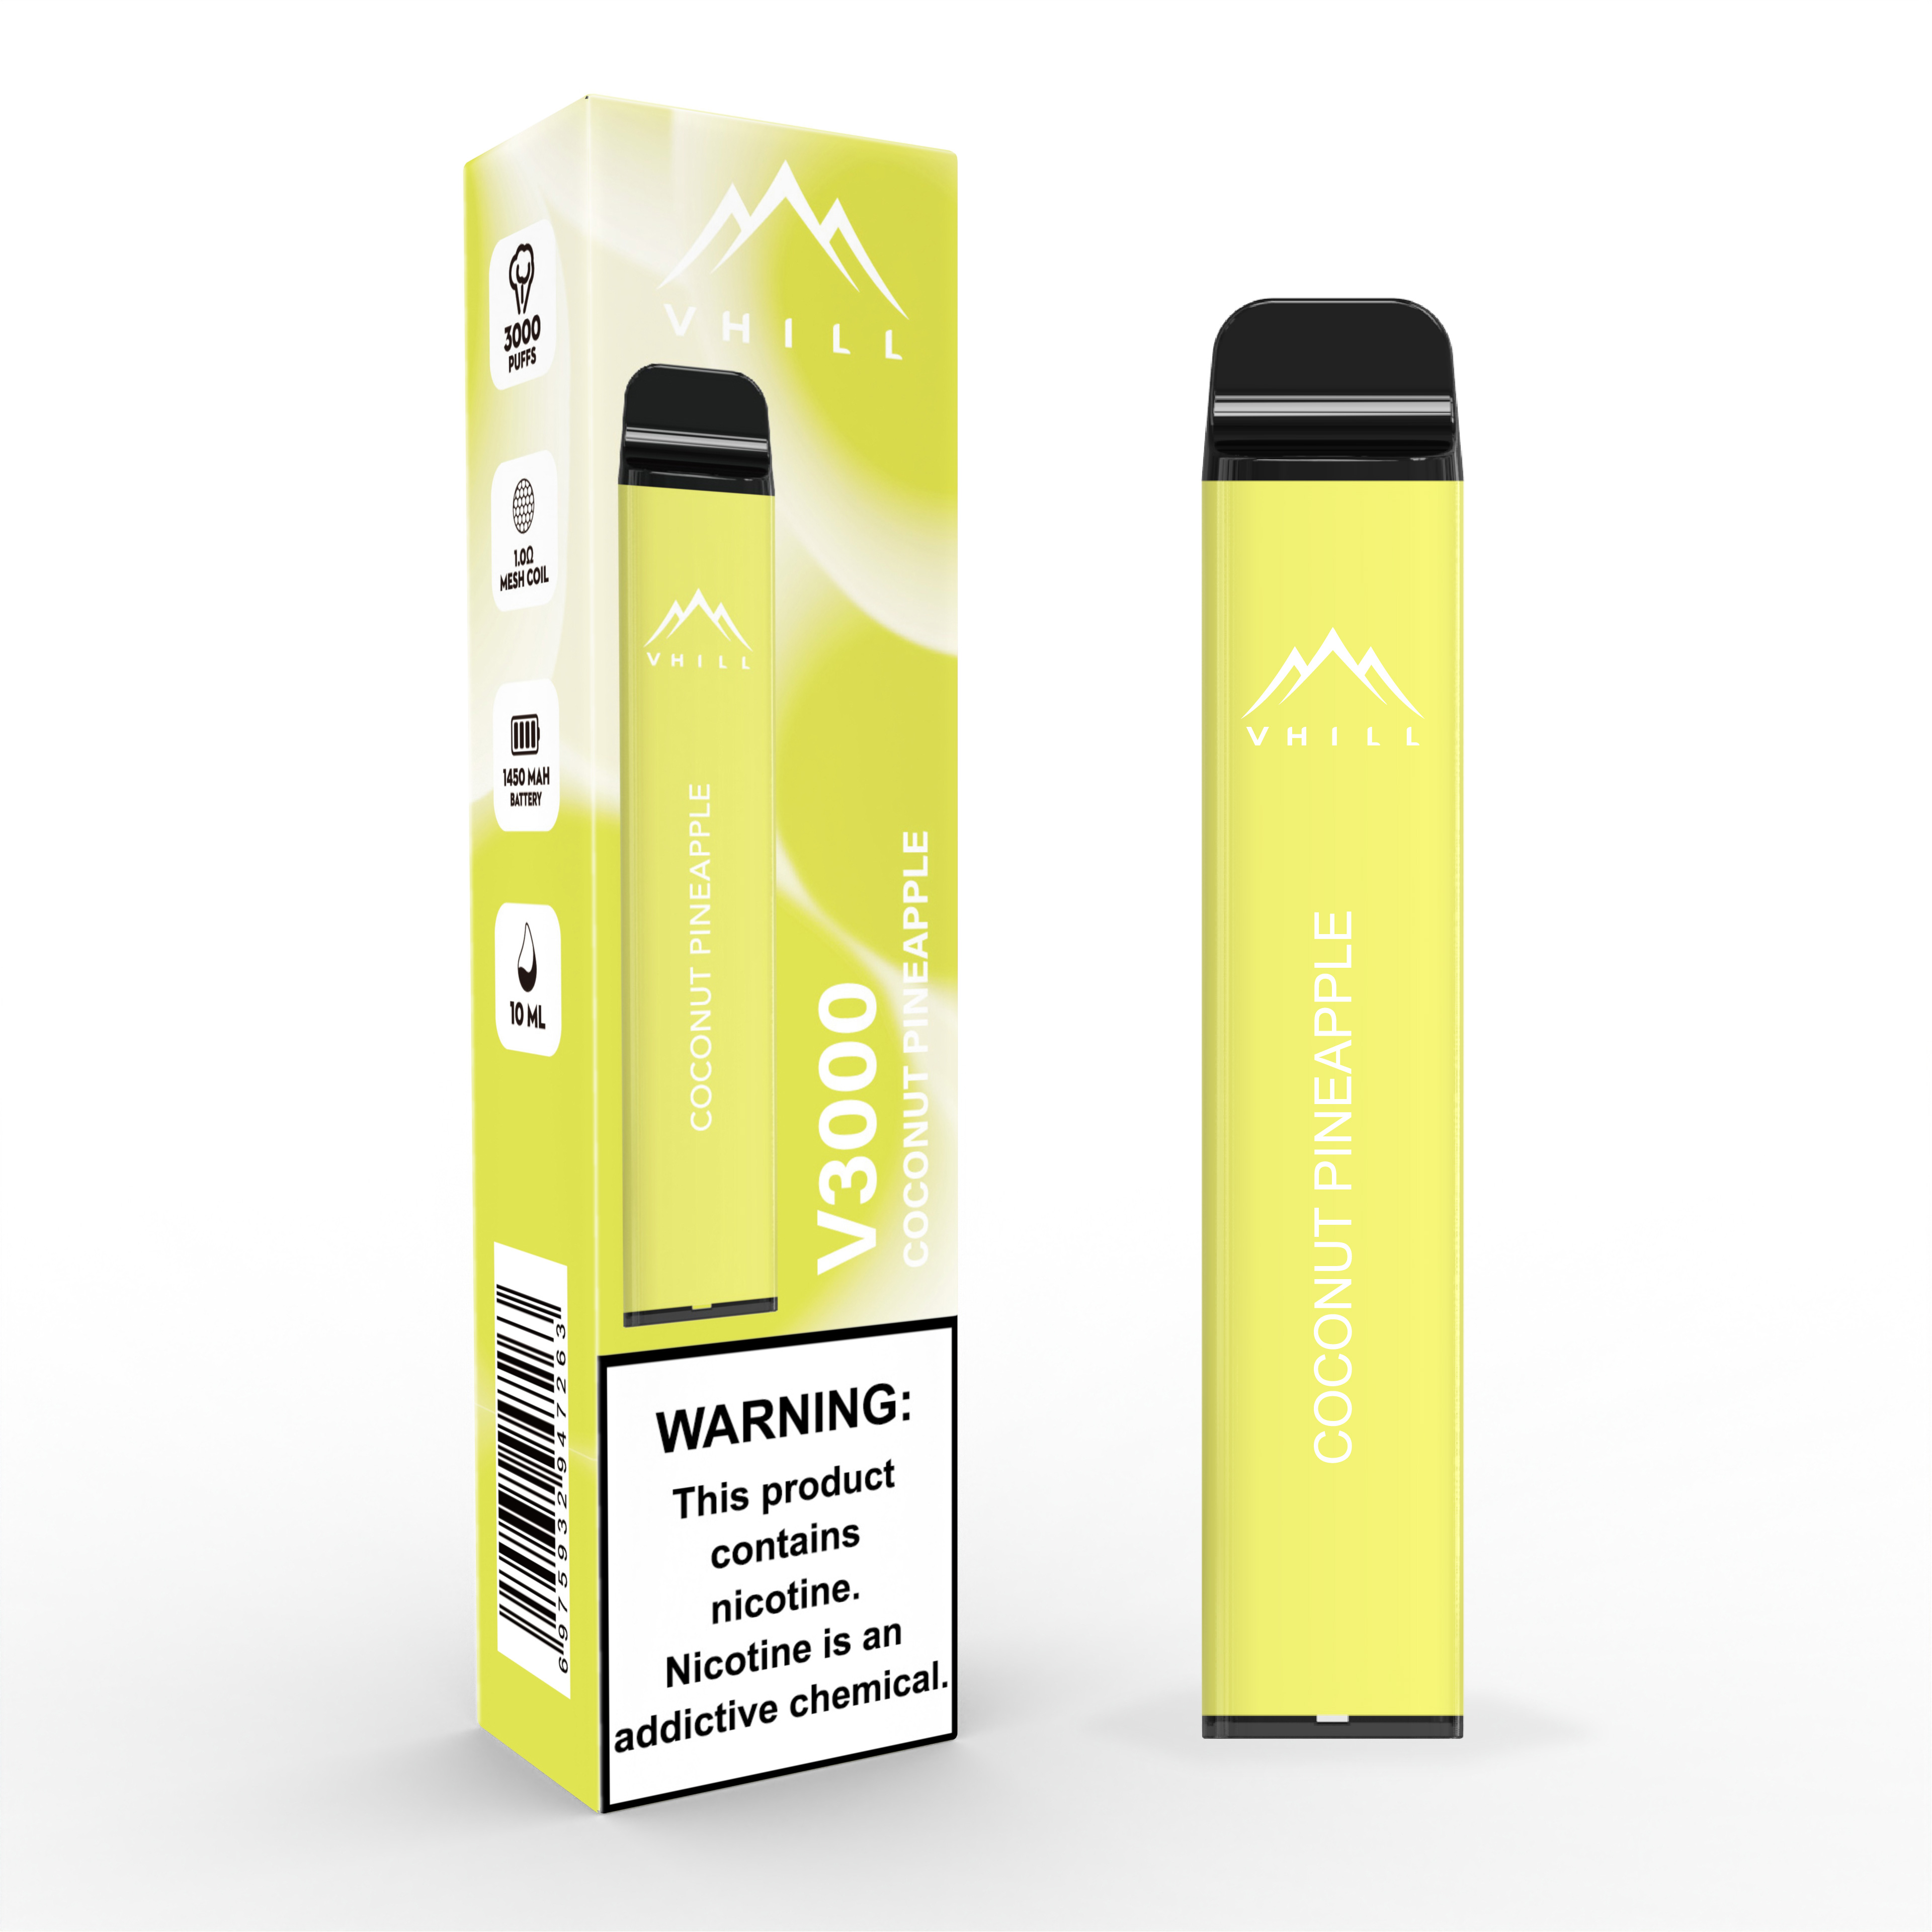 3000
PUFFS
1.0Ω
MESH COIL
1450 MAH
BATTERY
10 ML
6975932947263
VHILL
VHILL
COCONUT PINEAPPLE
V3000
COCONUT PINEAPPLE
WARNING:
This product
contains
nicotine.
Nicotine is an
addictive chemical.
VHILL
COCONUT PINEAPPLE